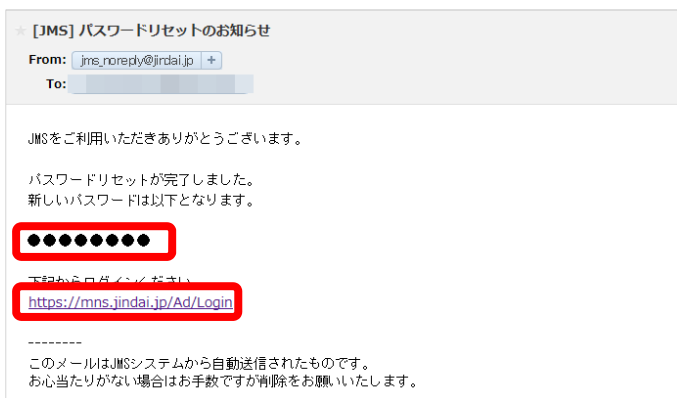 [JMS] パスワードリセットのお知らせ
From: jms_noreply@jindai.jp +
To:
JMSをご利用いただきありがとうございます。
パスワードリセットが完了しました。
新しいパスワードは以下となります。
●●●●●●●●
下記からログインください
https://mns.jindai.jp/Ad/Login
--------
このメールはJMSシステムから自動送信されたものです。
お心当たりがない場合はお手数ですが削除をお願いいたします。